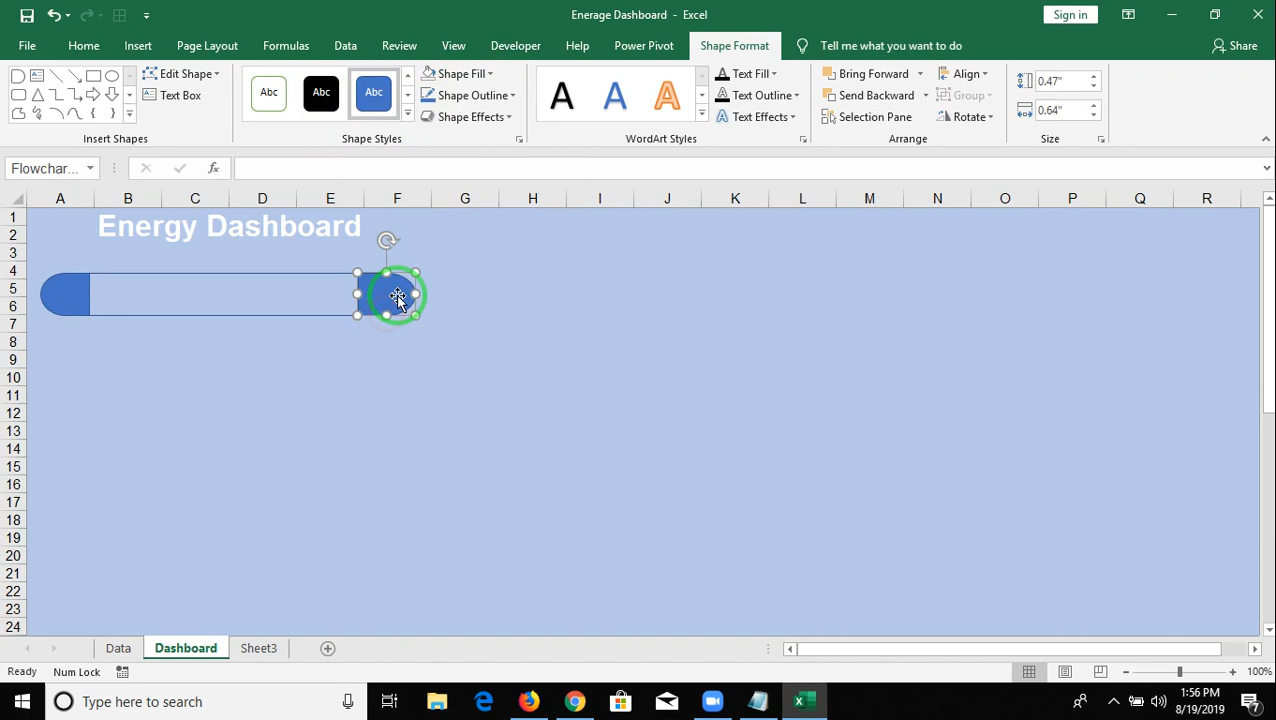 Enerage Dashboard - Excel
Sign in
File Home Insert Page Layout Formulas Data Review View Developer Help Power Pivot Shape Format Tell me what you want to do Share
Edit Shape
Text Box
Insert Shapes
Abc Abc Abc
Shape Fill
Shape Outline
Shape Effects
Shape Styles
A A A
Text Fill
Text Outline
Text Effects
WordArt Styles
Bring Forward
Send Backward
Selection Pane
Align
Group
Rotate
Arrange
0.47"
0.64"
Size
Flowchar...
fx
A B C D E F G H I J K L M N O P Q R
1
2
3
4
5
6
7
8
9
10
11
12
13
14
15
16
17
18
19
20
21
22
23
24
Energy Dashboard
Data Dashboard Sheet3
Ready Num Lock
100%
Type here to search
1:56 PM
8/19/2019
7